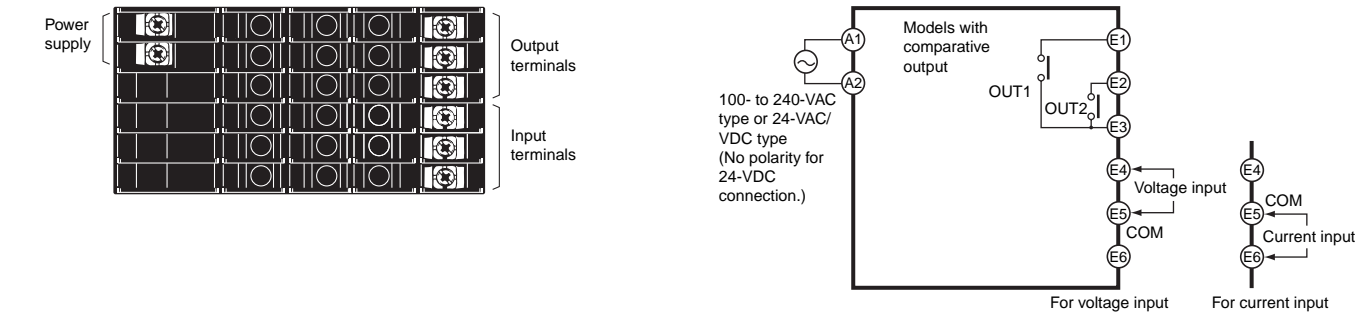 Power
supply
Output
terminals
Input
terminals
A1
A2
100- to 240-VAC
type or 24-VAC/
VDC type
(No polarity for
24-VDC
connection.)
Models with
comparative
output
OUT1
OUT2
E1
E2
E3
E4
Voltage input
E5
COM
E6
For voltage input
E4
COM
E5
Current input
E6
For current input